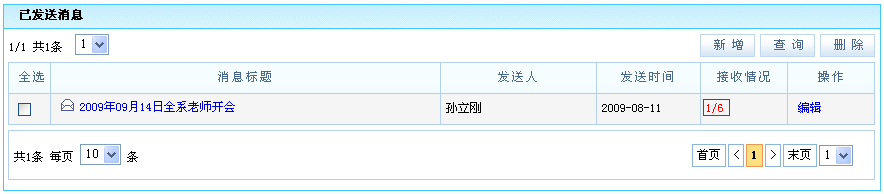 已发送消息
1/1 共1条 1 新 增 查 询 删 除
全选 消息标题 发送人 发送时间 接收情况 操作
2009年09月14日全系老师开会 孙立刚 2009-08-11 1/6 编辑
共1条 每页 10 条 首页 < 1 > 末页 1